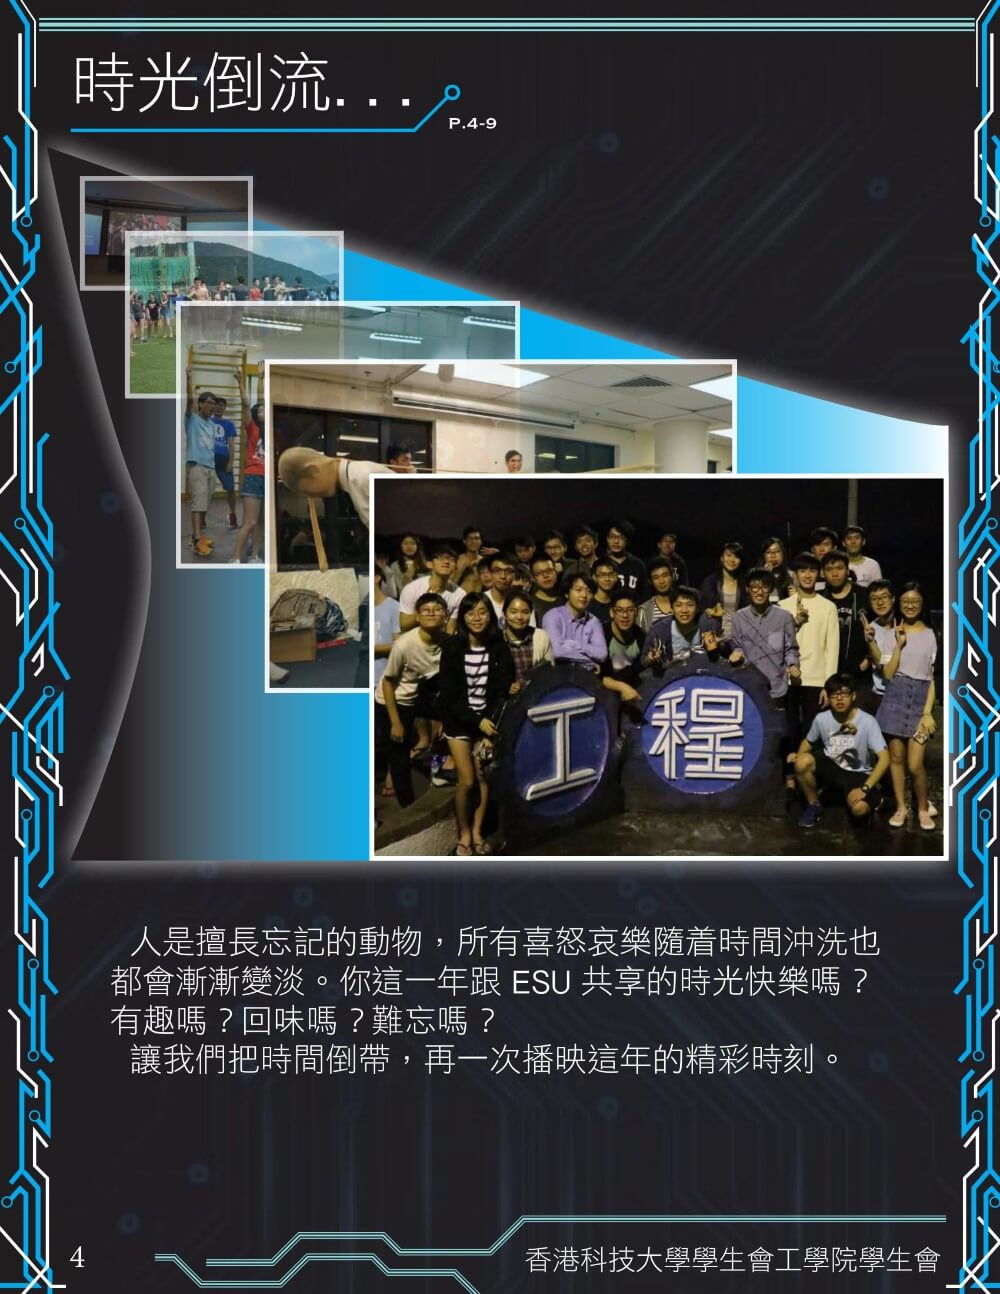 時光倒流...
P.4-9
工程
人是擅長忘記的動物，所有喜怒哀樂隨着時間沖洗也
都會漸漸變淡。你這一年跟 ESU 共享的時光快樂嗎？
有趣嗎？回味嗎？難忘嗎？
讓我們把時間倒帶，再一次播映這年的精彩時刻。
4
香港科技大學學生會工學院學生會